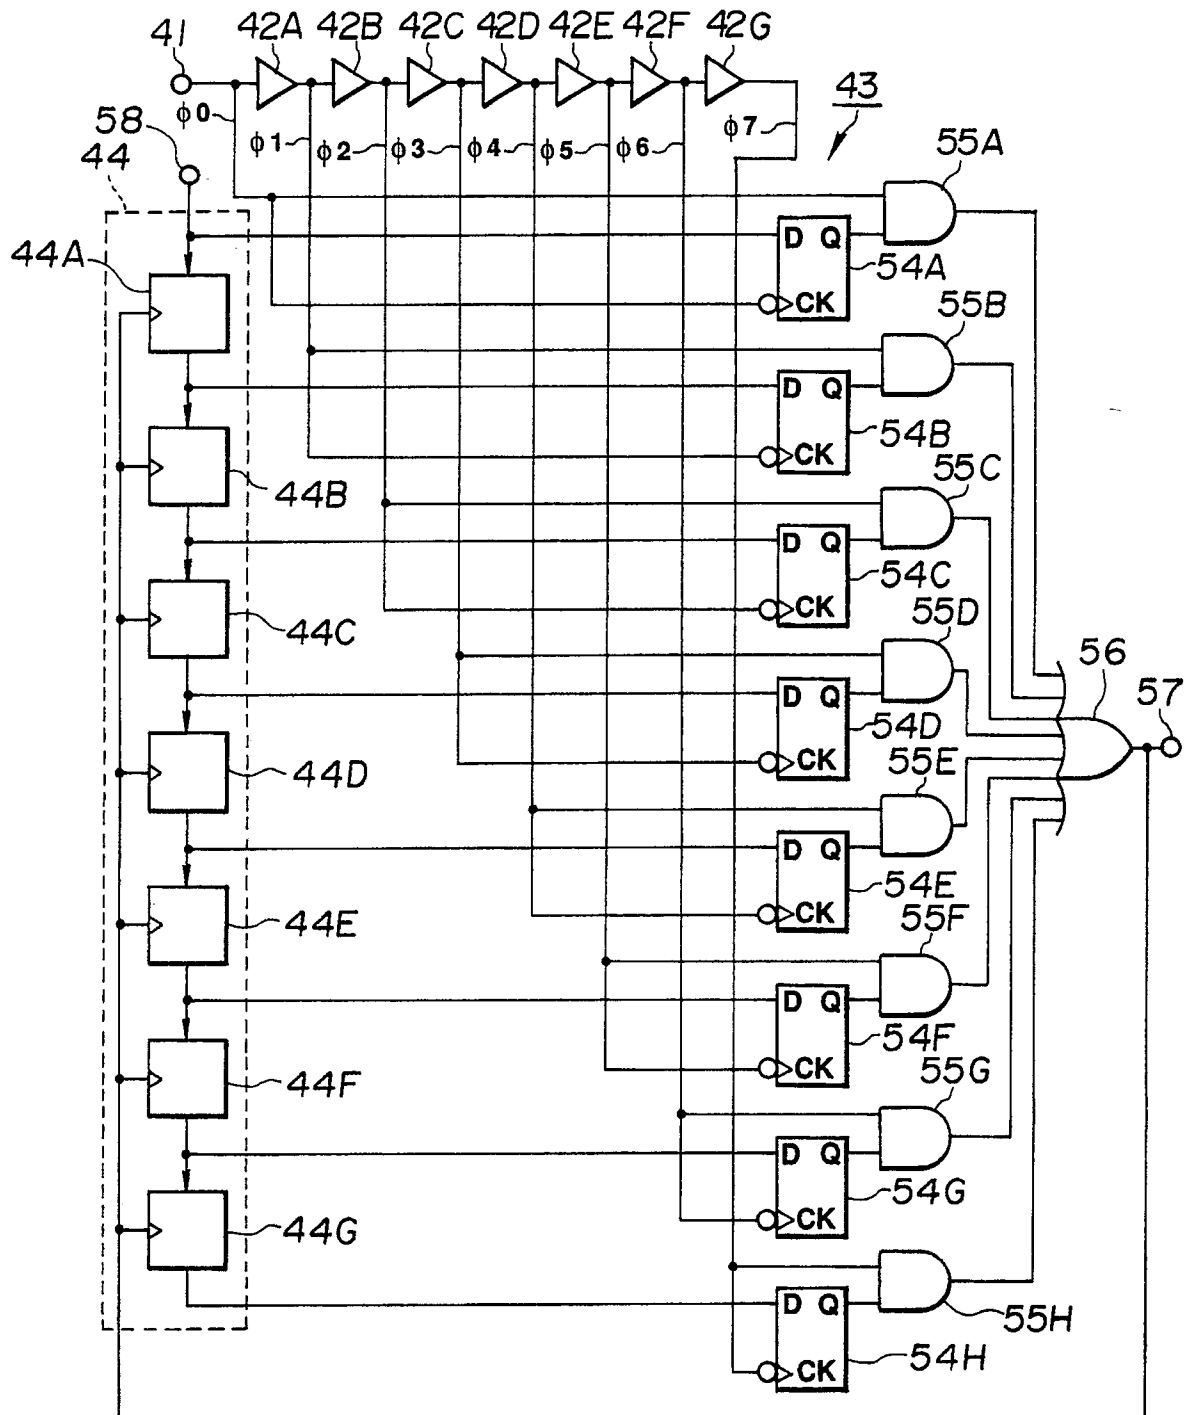 41 42A 42B 42C 42D 42E 42F 42G
43
φ0
58
φ1 φ2 φ3 φ4 φ5 φ6 φ7
44
55A
D Q
44A
54A
CK
55B
D Q
54B
CK
55C
44B
D Q
54C
CK
55D
44C
56
57
D Q
54D
CK
55E
44D
D Q
54E
CK
55F
44E
D Q
54F
CK
55G
44F
D Q
54G
CK
44G
D Q
55H
54H
CK